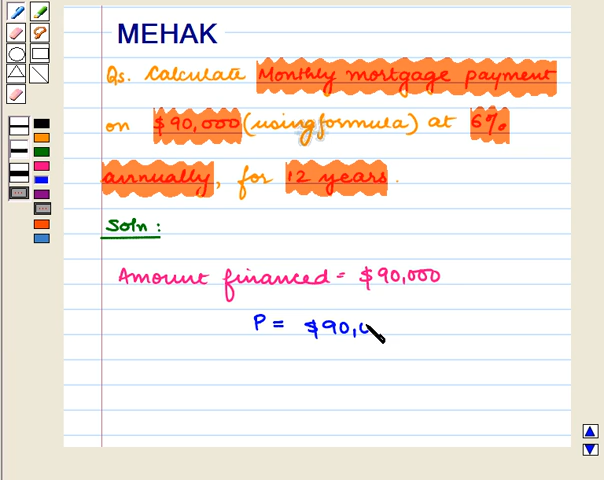 MEHAK
Qs. Calculate Monthly mortgage payment
on $90,000 (using formula) at 6%
annually, for 12 years.
Soln :
Amount financed = $90,000
P = $90,0